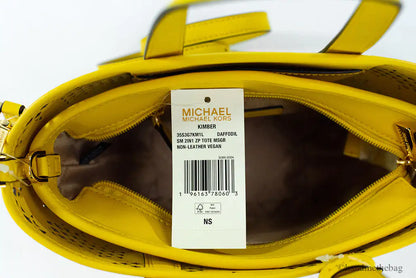 MICHAEL
MICHAEL KORS
KIMBER
35S3G7KM1L DAFFODIL
SM 2IN1 ZP TOTE MSGR
NON-LEATHER VEGAN
1 96163 78060 3
FSC
NS